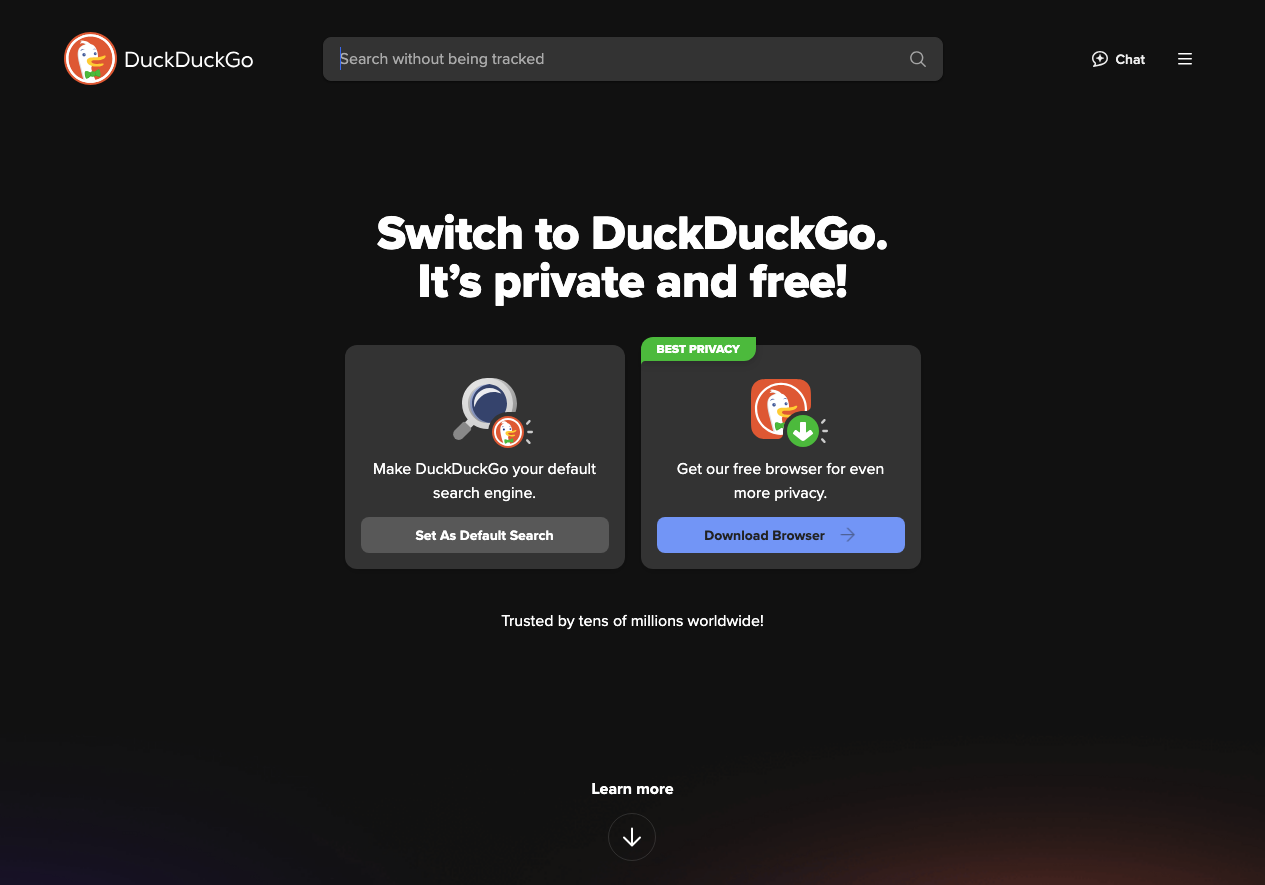 DuckDuckGo
Search without being tracked
Chat
Switch to DuckDuckGo.
It’s private and free!
Make DuckDuckGo your default
search engine.
Set As Default Search
BEST PRIVACY
Get our free browser for even
more privacy.
Download Browser
Trusted by tens of millions worldwide!
Learn more